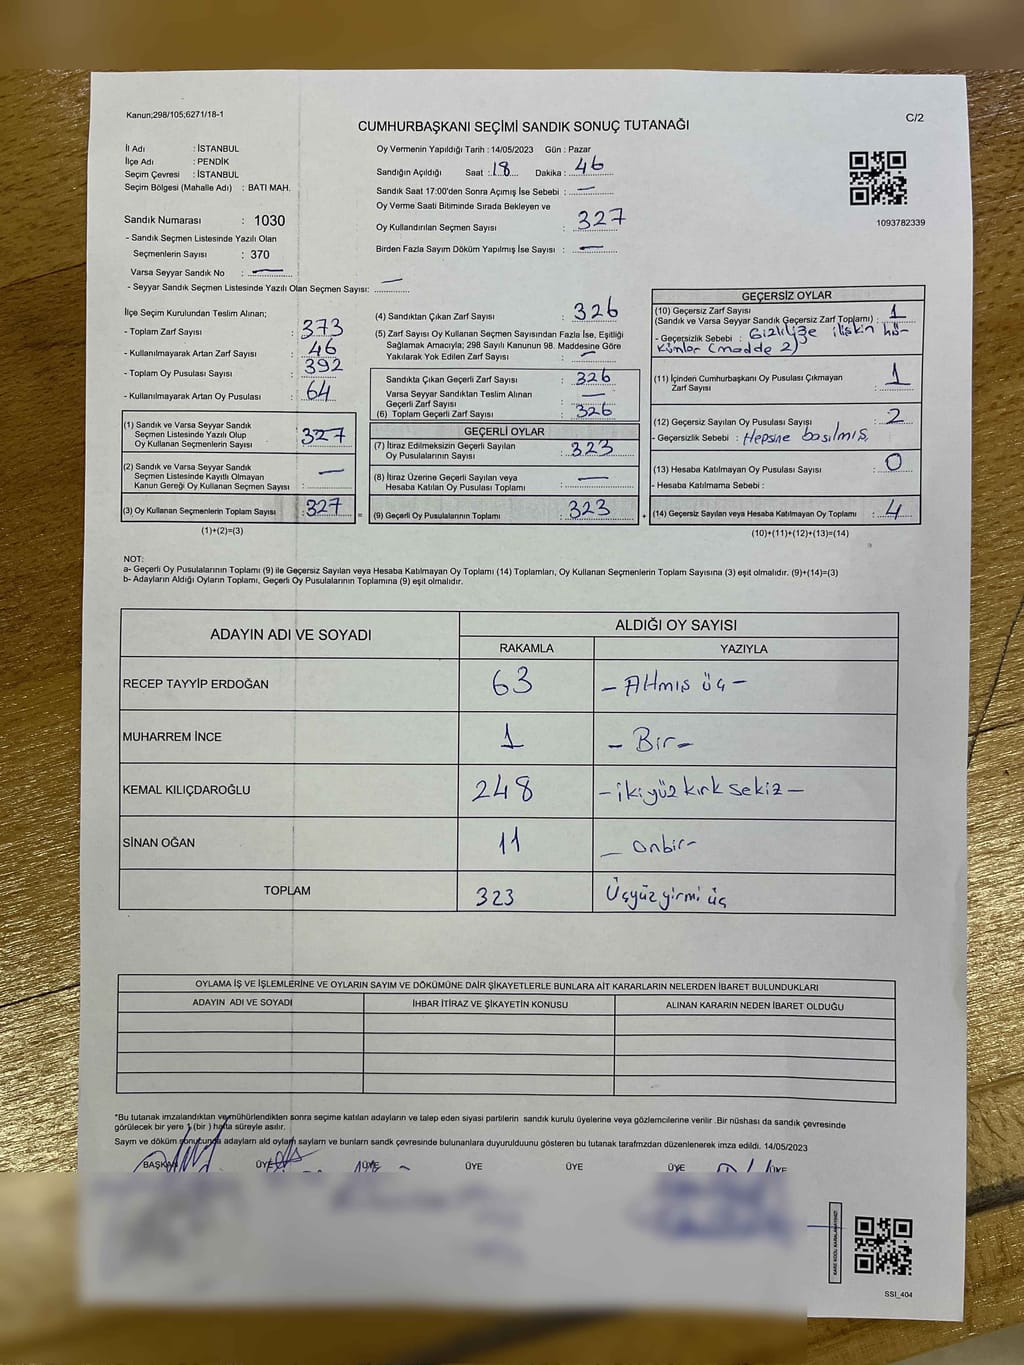 Kanun;298/105;6271/18-1
C/2
CUMHURBAŞKANI SEÇİMİ SANDIK SONUÇ TUTANAĞI
İl Adı : İSTANBUL
İlçe Adı : PENDİK
Seçim Çevresi : İSTANBUL
Seçim Bölgesi (Mahalle Adı) : BATI MAH.
Sandık Numarası : 1030
- Sandık Seçmen Listesinde Yazılı Olan
Seçmenlerin Sayısı : 370
Varsa Seyyar Sandık No : —
- Seyyar Sandık Seçmen Listesinde Yazılı Olan Seçmen Sayısı: —
Oy Vermenin Yapıldığı Tarih : 14/05/2023 Gün : Pazar
Sandığın Açıldığı Saat : 18 Dakika : 46
Sandık Saat 17:00'den Sonra Açımış İse Sebebi : —
Oy Verme Saati Bitiminde Sırada Bekleyen ve
Oy Kullandırılan Seçmen Sayısı : 327
Birden Fazla Sayım Döküm Yapılmış İse Sayısı : —
1093782339
İlçe Seçim Kurulundan Teslim Alınan;
- Toplam Zarf Sayısı : 373
- Kullanılmayarak Artan Zarf Sayısı : 46
- Toplam Oy Pusulası Sayısı : 392
- Kullanılmayarak Artan Oy Pusulası : 64
(1) Sandık ve Varsa Seyyar Sandık
Seçmen Listesinde Yazılı Olup
Oy Kullanan Seçmenlerin Sayısı : 327
(2) Sandık ve Varsa Seyyar Sandık
Seçmen Listesinde Kayıtlı Olmayan
Kanun Gereği Oy Kullanan Seçmen Sayısı : —
(3) Oy Kullanan Seçmenlerin Toplam Sayısı : 327
(1)+(2)=(3)
(4) Sandıktan Çıkan Zarf Sayısı : 326
(5) Zarf Sayısı Oy Kullanan Seçmen Sayısından Fazla İse, Eşitliği
Sağlamak Amacıyla; 298 Sayılı Kanunun 98. Maddesine Göre
Yakılarak Yok Edilen Zarf Sayısı : —
Sandıkta Çıkan Geçerli Zarf Sayısı : 326
Varsa Seyyar Sandıktan Teslim Alınan
Geçerli Zarf Sayısı : —
(6) Toplam Geçerli Zarf Sayısı : 326
GEÇERLİ OYLAR
(7) İtiraz Edilmeksizin Geçerli Sayılan
Oy Pusulalarının Sayısı : 323
(8) İtiraz Üzerine Geçerli Sayılan veya
Hesaba Katılan Oy Pusulası Toplamı : —
= (9) Geçerli Oy Pusulalarının Toplamı : 323
GEÇERSİZ OYLAR
(10) Geçersiz Zarf Sayısı
(Sandık ve Varsa Seyyar Sandık Geçersiz Zarf Toplamı) : 1
- Geçersizlik Sebebi : Gizliliğe ilişkin hü-
kümler (madde 2)
(11) İçinden Cumhurbaşkanı Oy Pusulası Çıkmayan
Zarf Sayısı : 1
(12) Geçersiz Sayılan Oy Pusulası Sayısı : 2
- Geçersizlik Sebebi : Hepsine basılmış,
(13) Hesaba Katılmayan Oy Pusulası Sayısı : 0
- Hesaba Katılmama Sebebi :
+ (14) Geçersiz Sayılan veya Hesaba Katılmayan Oy Toplamı : 4
(10)+(11)+(12)+(13)=(14)
NOT:
a- Geçerli Oy Pusulalarının Toplamı (9) ile Geçersiz Sayılan veya Hesaba Katılmayan Oy Toplamı (14) Toplamları, Oy Kullanan Seçmenlerin Toplam Sayısına (3) eşit olmalıdır. (9)+(14)=(3)
b- Adayların Aldığı Oyların Toplamı, Geçerli Oy Pusulalarının Toplamına (9) eşit olmalıdır.
ADAYIN ADI VE SOYADI ALDIĞI OY SAYISI
RAKAMLA YAZIYLA
RECEP TAYYİP ERDOĞAN 63 – Altmış üç –
MUHARREM İNCE 1 – Bir –
KEMAL KILIÇDAROĞLU 248 – ikiyüz kırk sekiz –
SİNAN OĞAN 11 – onbir –
TOPLAM 323 Üçyüz yirmi üç
OYLAMA İŞ VE İŞLEMLERİNE VE OYLARIN SAYIM VE DÖKÜMÜNE DAİR ŞİKAYETLERLE BUNLARA AİT KARARLARIN NELERDEN İBARET BULUNDUKLARI
ADAYIN ADI VE SOYADI İHBAR İTİRAZ VE ŞİKAYETİN KONUSU ALINAN KARARIN NEDEN İBARET OLDUĞU
*Bu tutanak imzalandıktan ve mühürlendikten sonra seçime katılan adayların ve talep eden siyasi partilerin sandık kurulu üyelerine veya gözlemcilerine verilir .Bir nüshası da sandık çevresinde
görülecek bir yere 1 (bir ) hafta süreyle asılır.
Sayım ve döküm sonucunda adayların ald oyların sayıların ve bunların sandk çevresinde bulunanlara duyurulduunu gösteren bu tutanak tarafmzdan düzenlenerek imza edildi. 14/05/2023
BAŞKAN ÜYE ÜYE ÜYE ÜYE ÜYE ÜYE
SSI_404